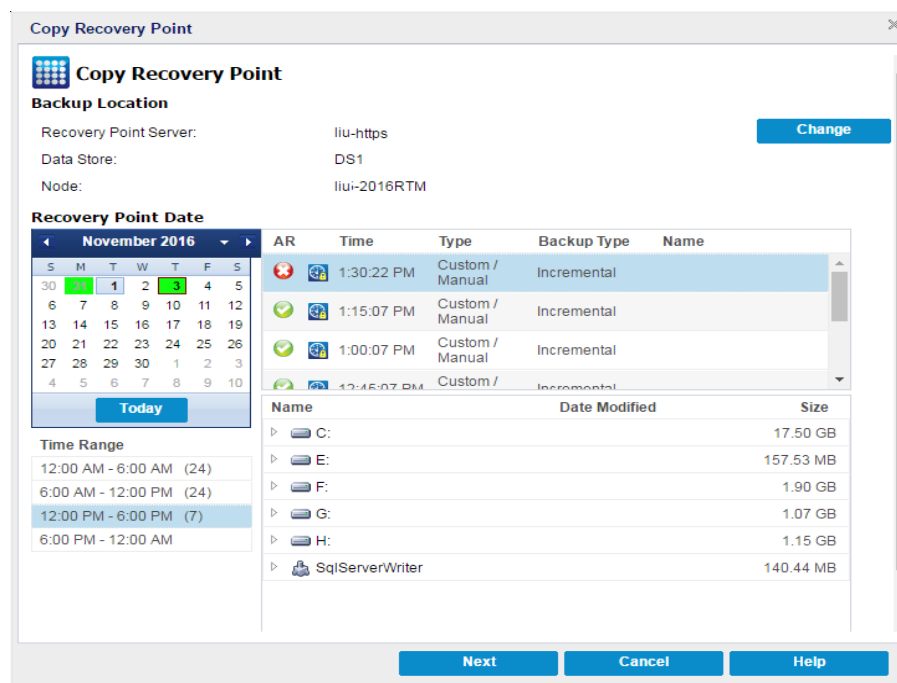 Copy Recovery Point
Copy Recovery Point
Backup Location
Recovery Point Server: liu-https Change
Data Store: DS1
Node: liui-2016RTM
Recovery Point Date
November 2016
S M T W T F S
30 31 1 2 3 4 5
6 7 8 9 10 11 12
13 14 15 16 17 18 19
20 21 22 23 24 25 26
27 28 29 30 1 2 3
4 5 6 7 8 9 10
Today
Time Range
12:00 AM - 6:00 AM (24)
6:00 AM - 12:00 PM (24)
12:00 PM - 6:00 PM (7)
6:00 PM - 12:00 AM
AR Time Type Backup Type Name
1:30:22 PM Custom / Manual Incremental
1:15:07 PM Custom / Manual Incremental
1:00:07 PM Custom / Manual Incremental
12:45:07 PM Custom / Incremental
Name Date Modified Size
C: 17.50 GB
E: 157.53 MB
F: 1.90 GB
G: 1.07 GB
H: 1.15 GB
SqlServerWriter 140.44 MB
Next Cancel Help